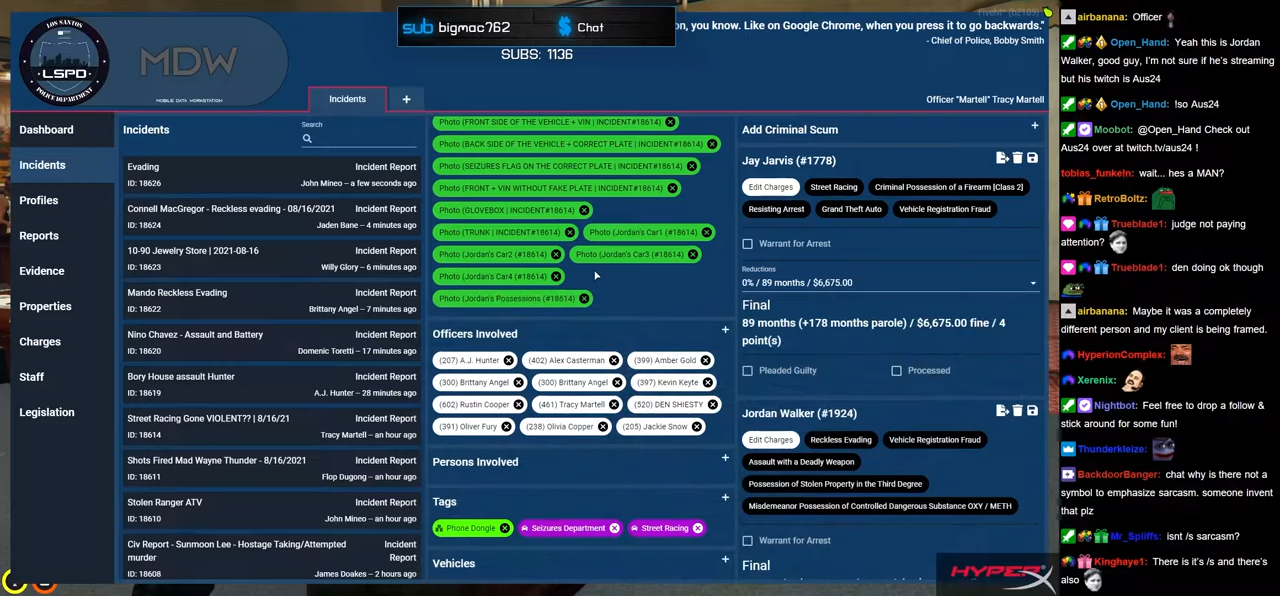 LOS SANTOS
LSPD
POLICE DEPARTMENT
MDW
MOBILE DATA WORKSTATION
sub bigmac762
Chat
SUBS: 1136
on, you know. Like on Google Chrome, when you press it to go backwards."
- Chief of Police, Bobby Smith
Incidents
+
Officer "Martell" Tracy Martell
Dashboard
Incidents
Profiles
Reports
Evidence
Properties
Charges
Staff
Legislation
Incidents
Search
Evading
Incident Report
ID: 18626
John Mineo – a few seconds ago
Connell MacGregor - Reckless evading - 08/16/2021
Incident Report
ID: 18624
Jaden Bane – 4 minutes ago
10-90 Jewelry Store | 2021-08-16
Incident Report
ID: 18623
Willy Glory – 6 minutes ago
Mando Reckless Evading
Incident Report
ID: 18622
Brittany Angel – 7 minutes ago
Nino Chavez - Assault and Battery
Incident Report
ID: 18620
Domenic Toretti – 17 minutes ago
Bory House assault Hunter
Incident Report
ID: 18619
A.J. Hunter – 28 minutes ago
Street Racing Gone VIOLENT?? | 8/16/21
Incident Report
ID: 18614
Tracy Martell – an hour ago
Shots Fired Mad Wayne Thunder - 8/16/2021
Incident Report
ID: 18611
Flop Dugong – an hour ago
Stolen Ranger ATV
Incident Report
ID: 18610
John Mineo – an hour ago
Civ Report - Sunmoon Lee - Hostage Taking/Attempted
murder
Incident
Report
ID: 18608
James Doakes – 2 hours ago
Photo (FRONT SIDE OF THE VEHICLE + VIN | INCIDENT#18614)
Photo (BACK SIDE OF THE VEHICLE + CORRECT PLATE | INCIDENT#18614)
Photo (SEIZURES FLAG ON THE CORRECT PLATE | INCIDENT#18614)
Photo (FRONT + VIN WITHOUT FAKE PLATE | INCIDENT#18614)
Photo (GLOVEBOX | INCIDENT#18614)
Photo (TRUNK | INCIDENT#18614) Photo (Jordan's Car1 (#18614)
Photo (Jordan's Car2 (#18614) Photo (Jordan's Car3 (#18614)
Photo (Jordan's Car4 (#18614)
Photo (Jordan's Possessions (#18614)
Officers Involved
+
(207) A.J. Hunter (402) Alex Casterman (399) Amber Gold
(300) Brittany Angel (300) Brittany Angel (397) Kevin Keyte
(602) Rustin Cooper (461) Tracy Martell (520) DEN SHIESTY
(391) Oliver Fury (238) Olivia Copper (205) Jackie Snow
Persons Involved
+
Tags
+
Phone Dongle Seizures Department Street Racing
Vehicles
+
Add Criminal Scum
+
Jay Jarvis (#1778)
Edit Charges Street Racing Criminal Possession of a Firearm [Class 2]
Resisting Arrest Grand Theft Auto Vehicle Registration Fraud
Warrant for Arrest
Reductions
0% / 89 months / $6,675.00
Final
89 months (+178 months parole) / $6,675.00 fine / 4
point(s)
Pleaded Guilty
Processed
Jordan Walker (#1924)
Edit Charges Reckless Evading Vehicle Registration Fraud
Assault with a Deadly Weapon
Possession of Stolen Property in the Third Degree
Misdemeanor Possession of Controlled Dangerous Substance OXY / METH
Warrant for Arrest
Final
HYPERX
airbanana: Officer
Open_Hand: Yeah this is Jordan
Walker, good guy, I'm not sure if he's streaming
but his twitch is Aus24
Open_Hand: !so Aus24
Moobot: @Open_Hand Check out
Aus24 over at twitch.tv/aus24 !
tobias_funkeln: wait... hes a MAN?
RetroBoltz:
Trueblade1: judge not paying
attention?
Trueblade1: den doing ok though
airbanana: Maybe it was a completely
different person and my client is being framed.
HyperionComplex:
Xerenix:
Nightbot: Feel free to drop a follow &
stick around for some fun!
Thunderkleize:
BackdoorBanger: chat why is there not a
symbol to emphasize sarcasm. someone invent
that plz
Mr_Spliffs: isnt /s sarcasm?
Kinghaye1: There is it's /s and there's
also